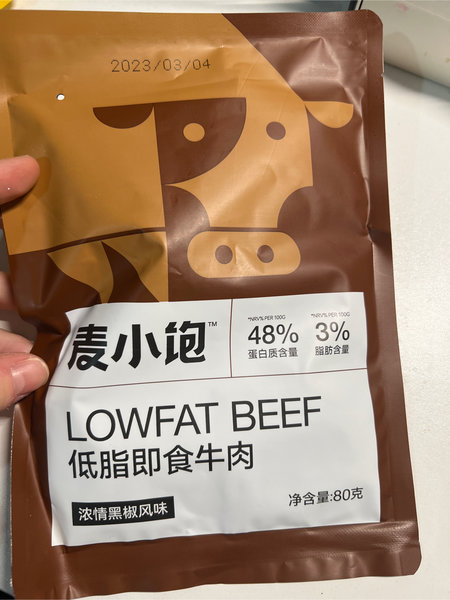 2023/03/04
麦小饱™
*NRV% PER 100G
48%
蛋白质含量
*NRV% PER 100G
3%
脂肪含量
LOWFAT BEEF
低脂即食牛肉
浓情黑椒风味
净含量:80克